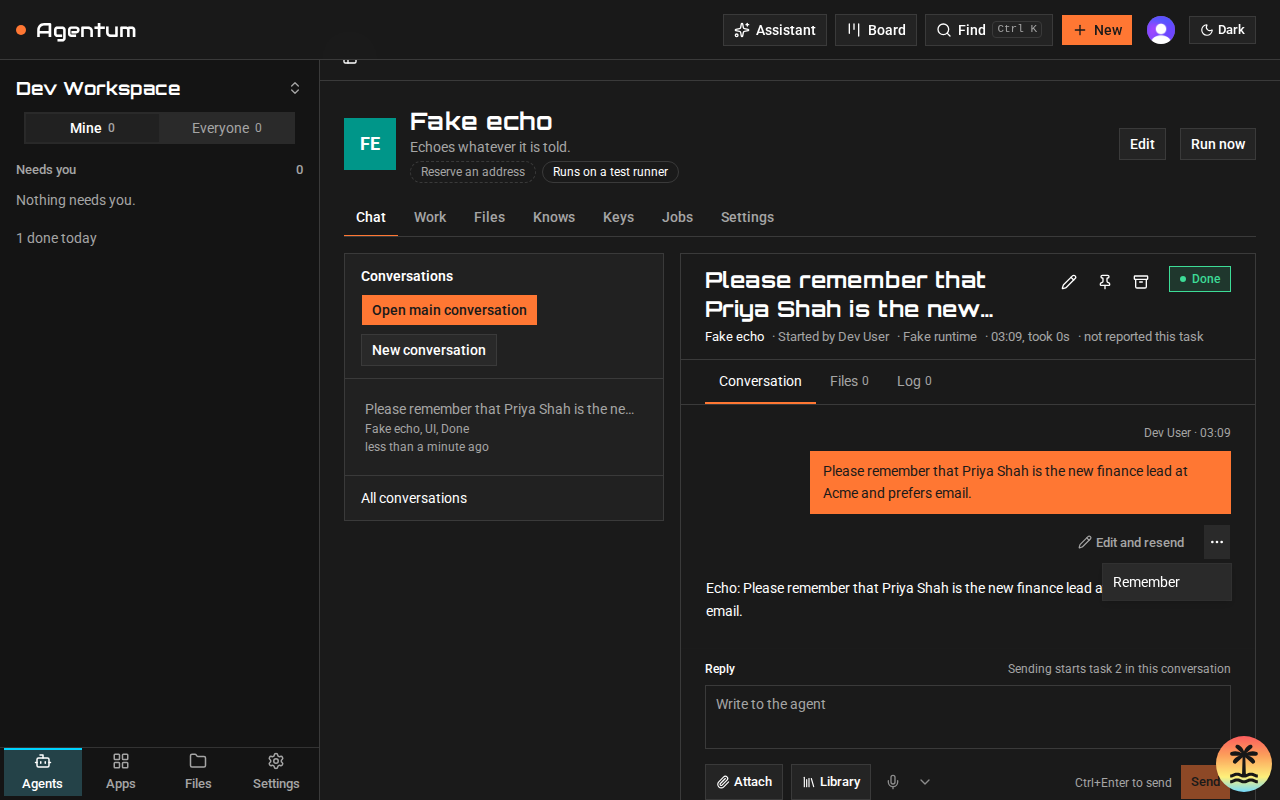 Agentum
Assistant
Board
Find
Ctrl K
New
Dark
Dev Workspace
Mine 0
Everyone 0
Needs you
0
Nothing needs you.
1 done today
Agents
Apps
Files
Settings
FE
Fake echo
Echoes whatever it is told.
Reserve an address
Runs on a test runner
Edit
Run now
Chat
Work
Files
Knows
Keys
Jobs
Settings
Conversations
Open main conversation
New conversation
Please remember that Priya Shah is the ne…
Fake echo, UI, Done
less than a minute ago
All conversations
Please remember that
Priya Shah is the new…
Done
Fake echo · Started by Dev User · Fake runtime · 03:09, took 0s · not reported this task
Conversation
Files 0
Log 0
Dev User · 03:09
Please remember that Priya Shah is the new finance lead at
Acme and prefers email.
Edit and resend
Remember
Echo: Please remember that Priya Shah is the new finance lead a
email.
Reply
Sending starts task 2 in this conversation
Write to the agent
Attach
Library
Ctrl+Enter to send
Send